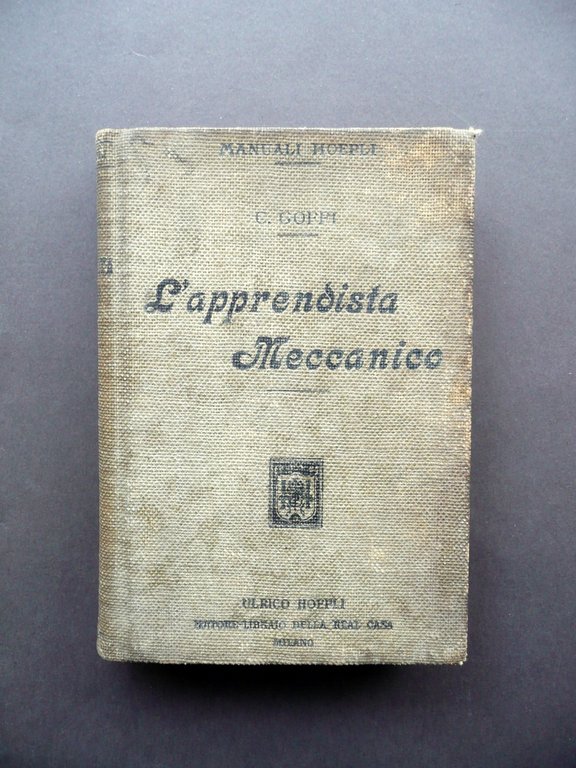 MANUALI HOEPLI
C. GOFFI
L'apprendista
Meccanico
ULRICO HOEPLI
EDITORE-LIBRAIO DELLA REAL CASA
MILANO